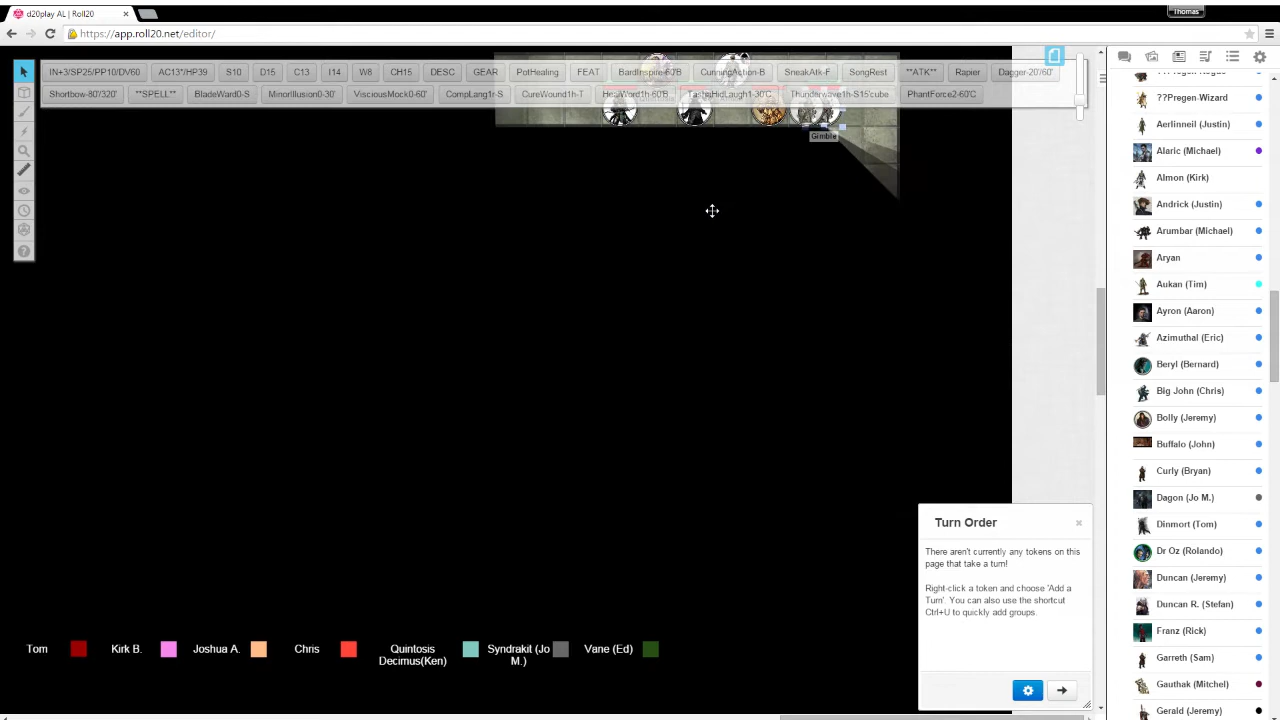 d20play AL | Roll20
Thomas
https://app.roll20.net/editor/
IN+3/SP25/PP10/DV60
AC13*/HP39
S10
D15
C13
W8
CH15
DESC
GEAR
PotHealing
FEAT
BardInspire-60'B
CunningAction-B
SneakAtk-F
SongRest
**ATK**
Rapier
Dagger-20'/60'
Shortbow-80'/320'
**SPELL**
BladeWard0-S
MinorIllusion0-30'
VisciousMock0-60'
CompLang1r-S
CureWound1h-T
HealWord1h-60'B
TashaHidLaugh1-30'C
Thunderwave1h-S15'cube
PhantForce2-60'C
Gimble
??Pregen-Rogue
??Pregen-Wizard
Aerlinneil (Justin)
Alaric (Michael)
Almon (Kirk)
Andrick (Justin)
Arumbar (Michael)
Aryan
Aukan (Tim)
Ayron (Aaron)
Azimuthal (Eric)
Beryl (Bernard)
Big John (Chris)
Bolly (Jeremy)
Buffalo (John)
Curly (Bryan)
Dagon (Jo M.)
Dinmort (Tom)
Dr Oz (Rolando)
Duncan (Jeremy)
Duncan R. (Stefan)
Franz (Rick)
Garreth (Sam)
Gauthak (Mitchel)
Gerald (Jeremy)
Turn Order
There aren't currently any tokens on this
page that take a turn!
Right-click a token and choose 'Add a
Turn'. You can also use the shortcut
Ctrl+U to quickly add groups.
Tom
Kirk B.
Joshua A.
Chris
Quintosis
Decimus(Ken)
Syndrakit (Jo
M.)
Vane (Ed)